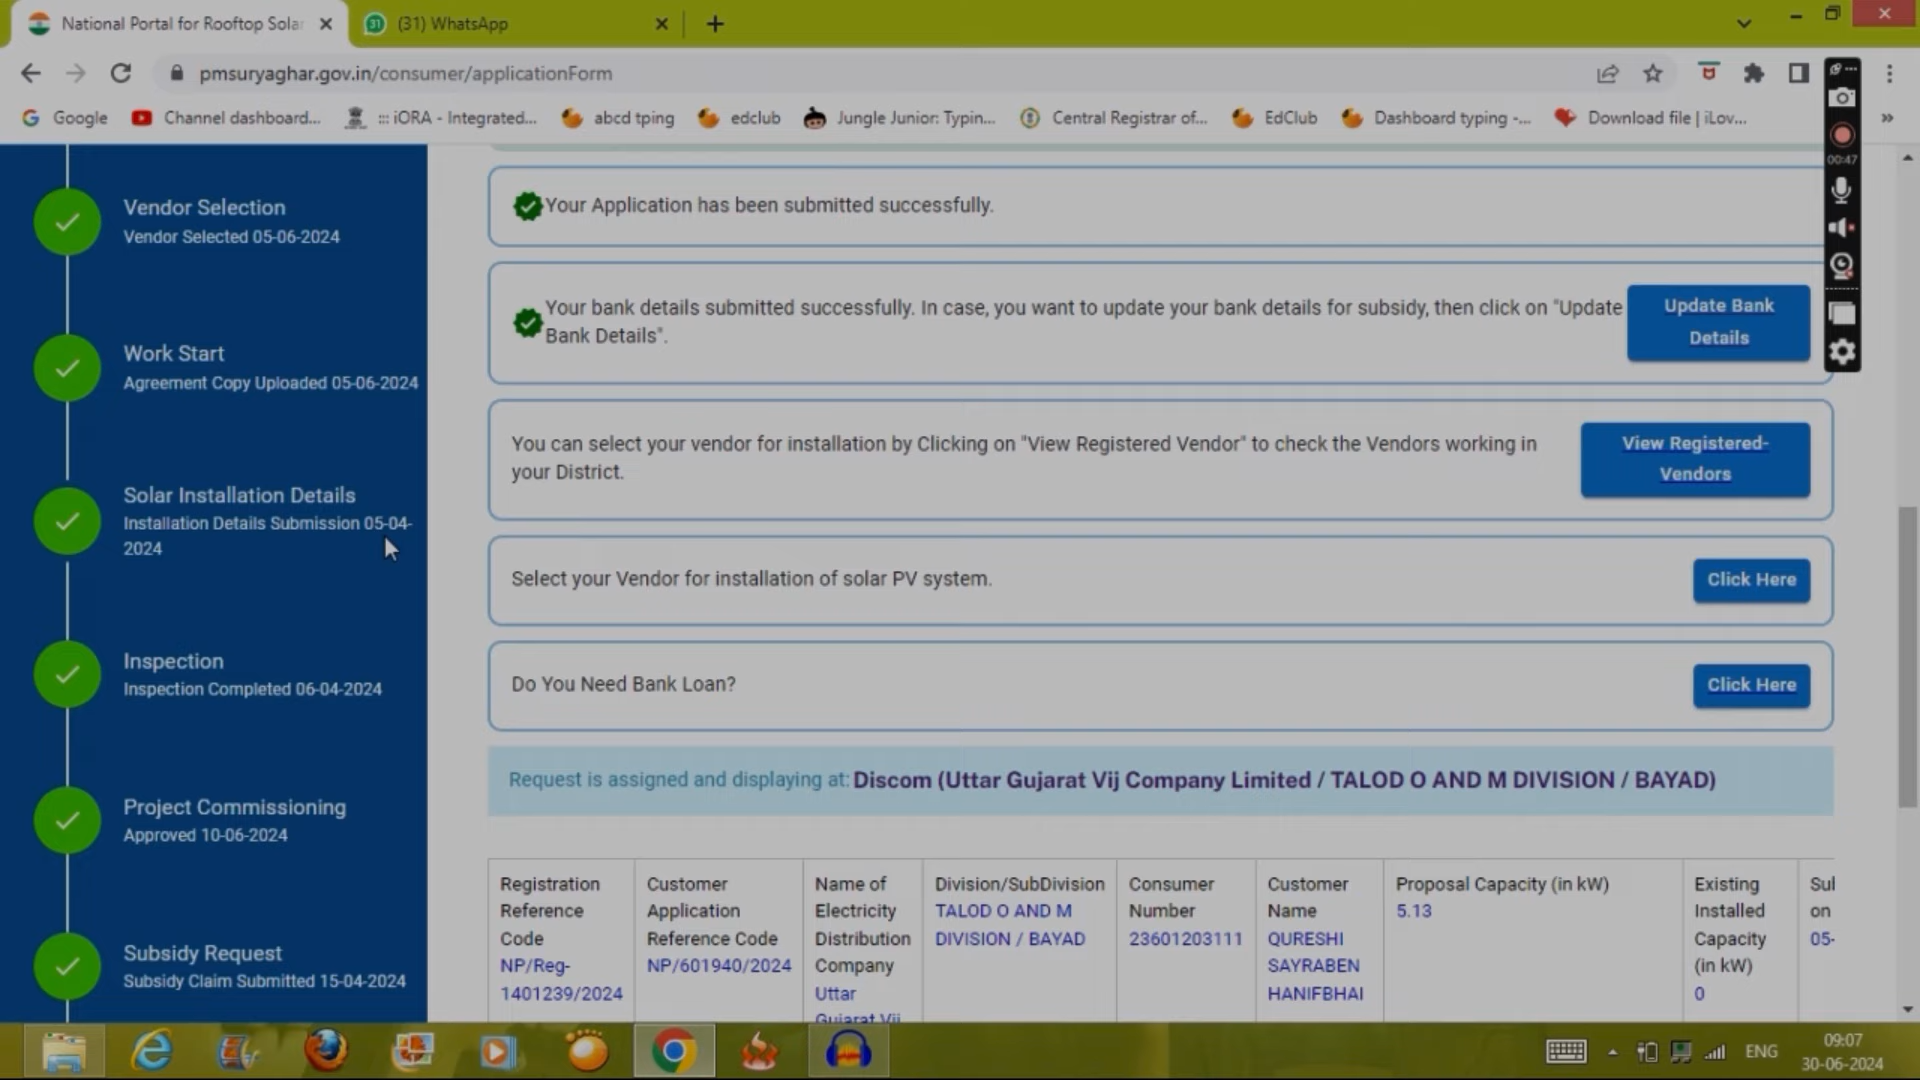 National Portal for Rooftop Solar
(31) WhatsApp
pmsuryaghar.gov.in/consumer/applicationForm
Google
Channel dashboard...
::: iORA - Integrated...
abcd tping
edclub
Jungle Junior: Typin...
Central Registrar of...
EdClub
Dashboard typing -...
Download file | iLov...
»
00:47
Vendor Selection
Vendor Selected 05-06-2024
Work Start
Agreement Copy Uploaded 05-06-2024
Solar Installation Details
Installation Details Submission 05-04-
2024
Inspection
Inspection Completed 06-04-2024
Project Commissioning
Approved 10-06-2024
Subsidy Request
Subsidy Claim Submitted 15-04-2024
Your Application has been submitted successfully.
Your bank details submitted successfully. In case, you want to update your bank details for subsidy, then click on "Update
Bank Details".
Update Bank
Details
You can select your vendor for installation by Clicking on "View Registered Vendor" to check the Vendors working in
your District.
View Registered-
Vendors
Select your Vendor for installation of solar PV system.
Click Here
Do You Need Bank Loan?
Click Here
Request is assigned and displaying at: Discom (Uttar Gujarat Vij Company Limited / TALOD O AND M DIVISION / BAYAD)
Registration
Reference
Code
NP/Reg-
1401239/2024
Customer
Application
Reference Code
NP/601940/2024
Name of
Electricity
Distribution
Company
Uttar
Gujarat Vij
Division/SubDivision
TALOD O AND M
DIVISION / BAYAD
Consumer
Number
23601203111
Customer
Name
QURESHI
SAYRABEN
HANIFBHAI
Proposal Capacity (in kW)
5.13
Existing
Installed
Capacity
(in kW)
0
Sul
on
05-
ENG
09:07
30-06-2024